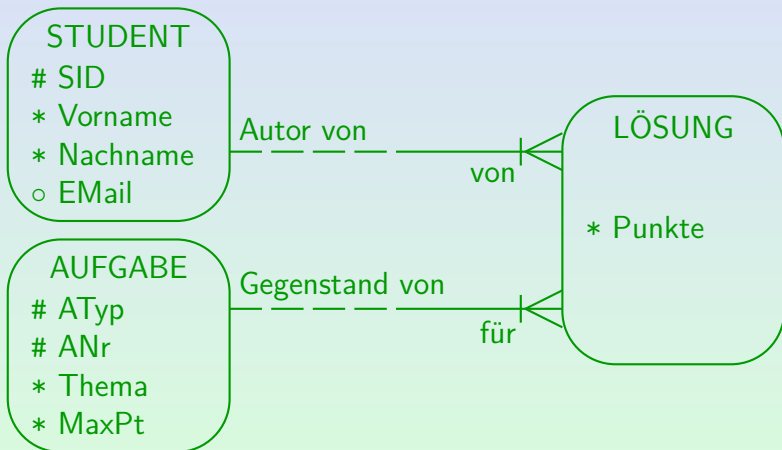 STUDENT
# SID
* Vorname
* Nachname
○ EMail
Autor von
von
LÖSUNG
* Punkte
AUFGABE
# ATyp
# ANr
* Thema
* MaxPt
Gegenstand von
für